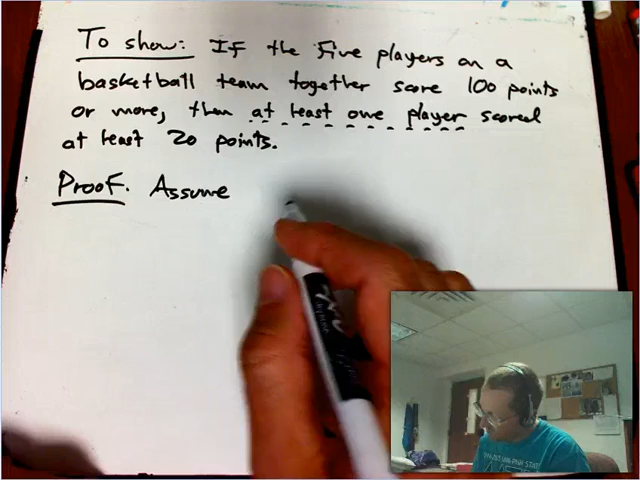 To show: If the five players on a
basketball team together score 100 points
or more, then at least one player scored
at least 20 points.
Proof. Assume